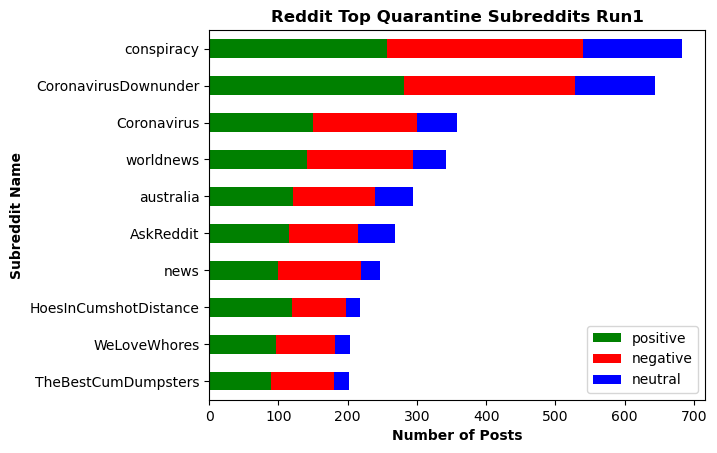 Reddit Top Quarantine Subreddits Run1
Subreddit Name
conspiracy
CoronavirusDownunder
Coronavirus
worldnews
australia
AskReddit
news
HoesInCumshotDistance
WeLoveWhores
TheBestCumDumpsters
positive
negative
neutral
0 100 200 300 400 500 600 700
Number of Posts